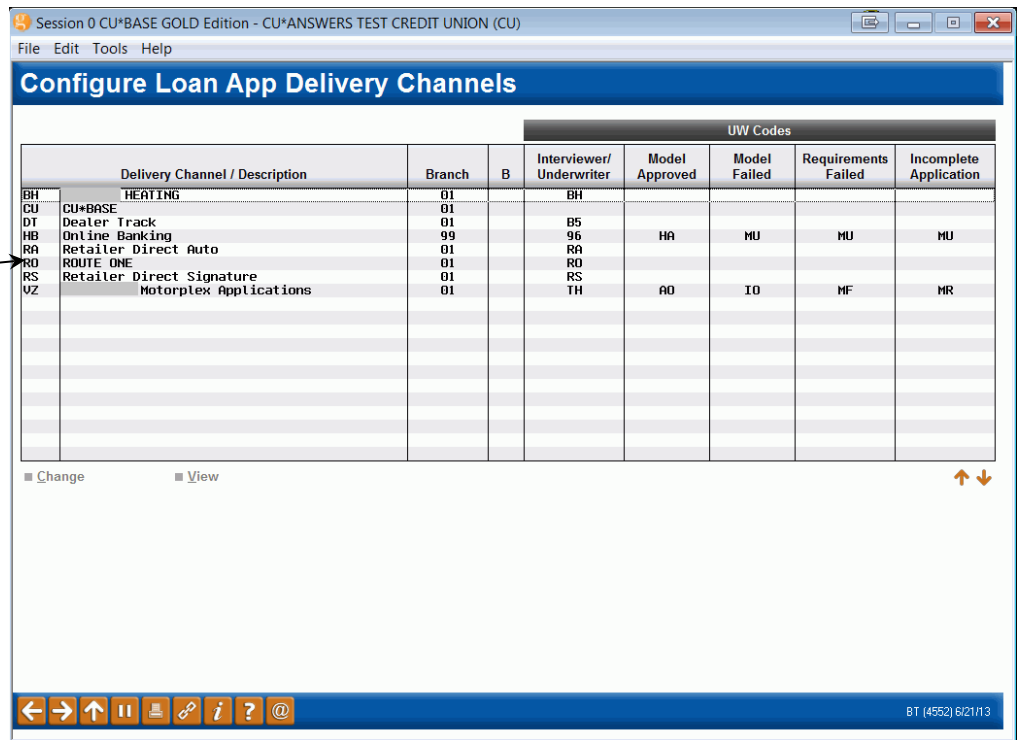 Session 0 CU*BASE GOLD Edition - CU*ANSWERS TEST CREDIT UNION (CU)
File Edit Tools Help
Configure Loan App Delivery Channels
UW Codes
Delivery Channel / Description Branch B Interviewer/ Underwriter Model Approved Model Failed Requirements Failed Incomplete Application
BH HEATING 01 BH
CU CU*BASE 01
DT Dealer Track 01 B5
HB Online Banking 99 96 HA MU MU MU
RA Retailer Direct Auto 01 RA
RO ROUTE ONE 01 RO
RS Retailer Direct Signature 01 RS
VZ Motorplex Applications 01 TH AO IO MF MR
Change View
BT (4552) 6/21/13